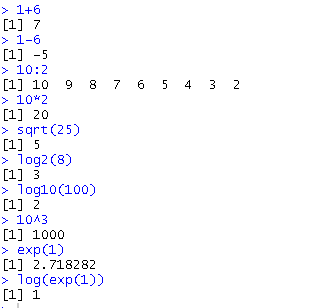 > 1+6
[1] 7
> 1-6
[1] -5
> 10:2
[1] 10  9  8  7  6  5  4  3  2
> 10*2
[1] 20
> sqrt(25)
[1] 5
> log2(8)
[1] 3
> log10(100)
[1] 2
> 10^3
[1] 1000
> exp(1)
[1] 2.718282
> log(exp(1))
[1] 1